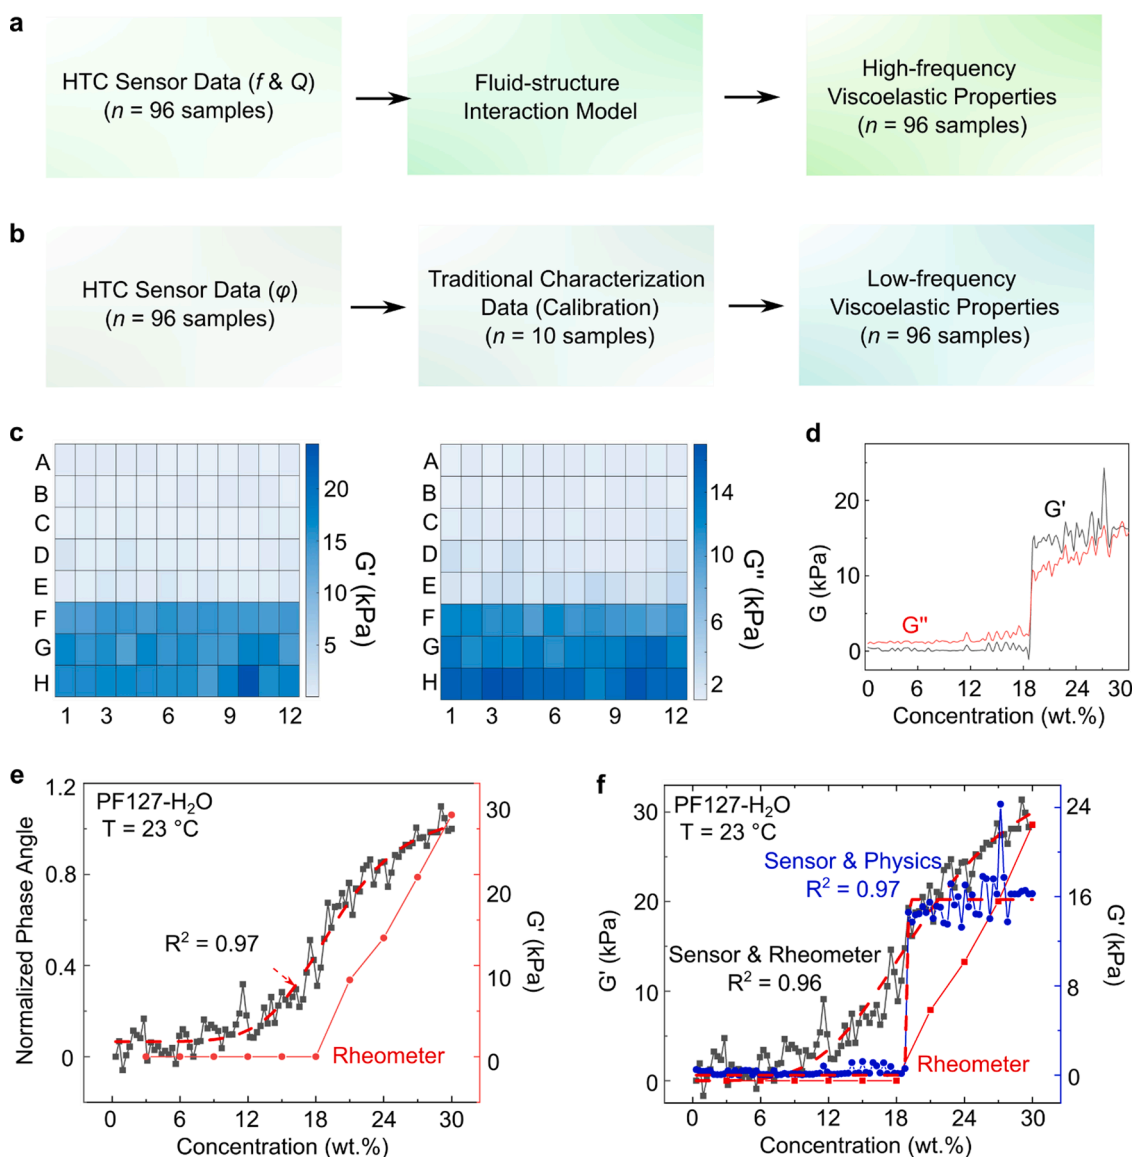 a
HTC Sensor Data (f & Q)
(n = 96 samples)
Fluid-structure
Interaction Model
High-frequency
Viscoelastic Properties
(n = 96 samples)
b
HTC Sensor Data (φ)
(n = 96 samples)
Traditional Characterization
Data (Calibration)
(n = 10 samples)
Low-frequency
Viscoelastic Properties
(n = 96 samples)
c
A
B
C
D
E
F
G
H
1 3 6 9 12
20
15
10
5
G' (kPa)
A
B
C
D
E
F
G
H
1 3 6 9 12
14
10
6
2
G" (kPa)
d
20
10
0
G (kPa)
G'
G"
0 6 12 18 24 30
Concentration (wt.%)
e
1.2
0.8
0.4
0
Normalized Phase Angle
PF127-H₂O
T = 23 °C
R² = 0.97
Rheometer
30
20
10
0
G' (kPa)
0 6 12 18 24 30
Concentration (wt.%)
f
30
20
10
0
G' (kPa)
PF127-H₂O
T = 23 °C
Sensor & Physics
R² = 0.97
Sensor & Rheometer
R² = 0.96
Rheometer
24
16
8
0
G' (kPa)
0 6 12 18 24 30
Concentration (wt.%)